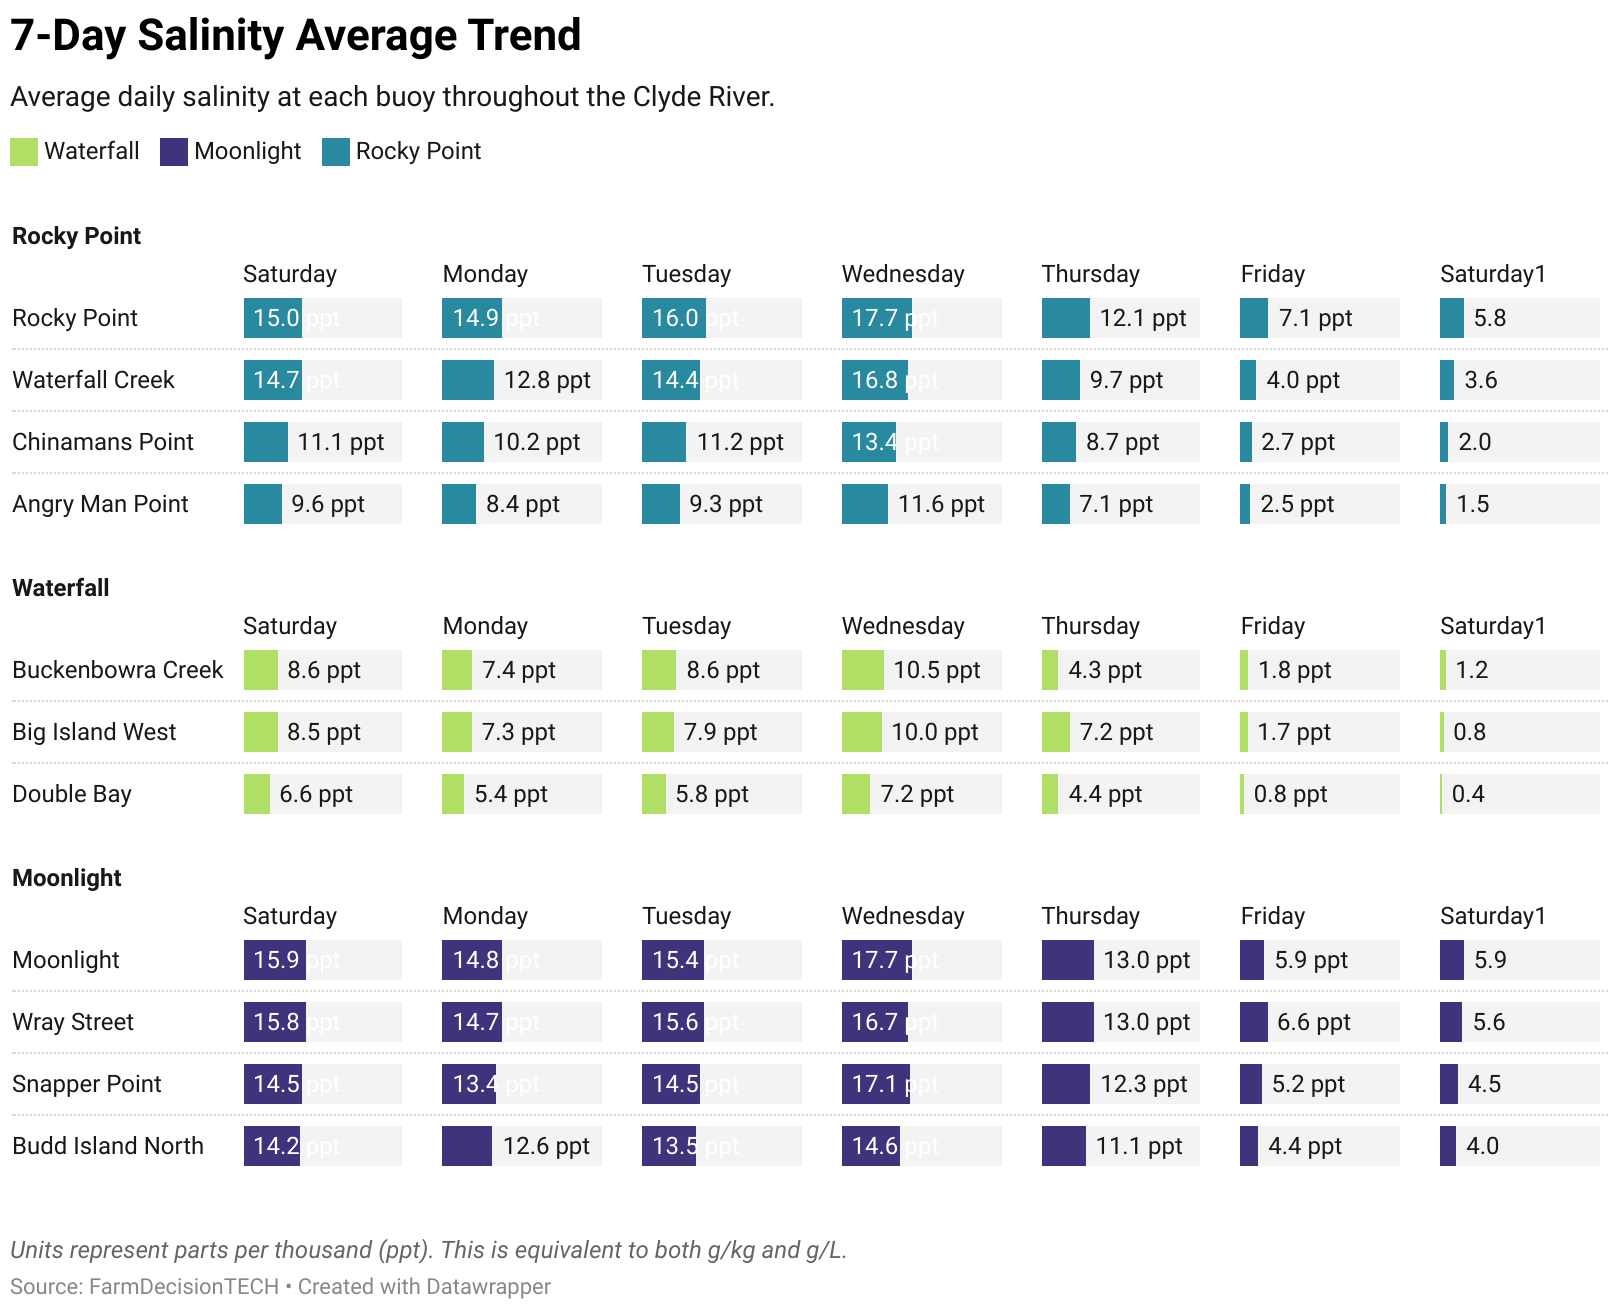 7-Day Salinity Average Trend
Average daily salinity at each buoy throughout the Clyde River.
Waterfall Moonlight Rocky Point
Rocky Point
Saturday Monday Tuesday Wednesday Thursday Friday Saturday1
Rocky Point 15.0 ppt 14.9 ppt 16.0 ppt 17.7 ppt 12.1 ppt 7.1 ppt 5.8
Waterfall Creek 14.7 ppt 12.8 ppt 14.4 ppt 16.8 ppt 9.7 ppt 4.0 ppt 3.6
Chinamans Point 11.1 ppt 10.2 ppt 11.2 ppt 13.4 ppt 8.7 ppt 2.7 ppt 2.0
Angry Man Point 9.6 ppt 8.4 ppt 9.3 ppt 11.6 ppt 7.1 ppt 2.5 ppt 1.5
Waterfall
Saturday Monday Tuesday Wednesday Thursday Friday Saturday1
Buckenbowra Creek 8.6 ppt 7.4 ppt 8.6 ppt 10.5 ppt 4.3 ppt 1.8 ppt 1.2
Big Island West 8.5 ppt 7.3 ppt 7.9 ppt 10.0 ppt 7.2 ppt 1.7 ppt 0.8
Double Bay 6.6 ppt 5.4 ppt 5.8 ppt 7.2 ppt 4.4 ppt 0.8 ppt 0.4
Moonlight
Saturday Monday Tuesday Wednesday Thursday Friday Saturday1
Moonlight 15.9 ppt 14.8 ppt 15.4 ppt 17.7 ppt 13.0 ppt 5.9 ppt 5.9
Wray Street 15.8 ppt 14.7 ppt 15.6 ppt 16.7 ppt 13.0 ppt 6.6 ppt 5.6
Snapper Point 14.5 ppt 13.4 ppt 14.5 ppt 17.1 ppt 12.3 ppt 5.2 ppt 4.5
Budd Island North 14.2 ppt 12.6 ppt 13.5 ppt 14.6 ppt 11.1 ppt 4.4 ppt 4.0
Units represent parts per thousand (ppt). This is equivalent to both g/kg and g/L.
Source: FarmDecisionTECH • Created with Datawrapper